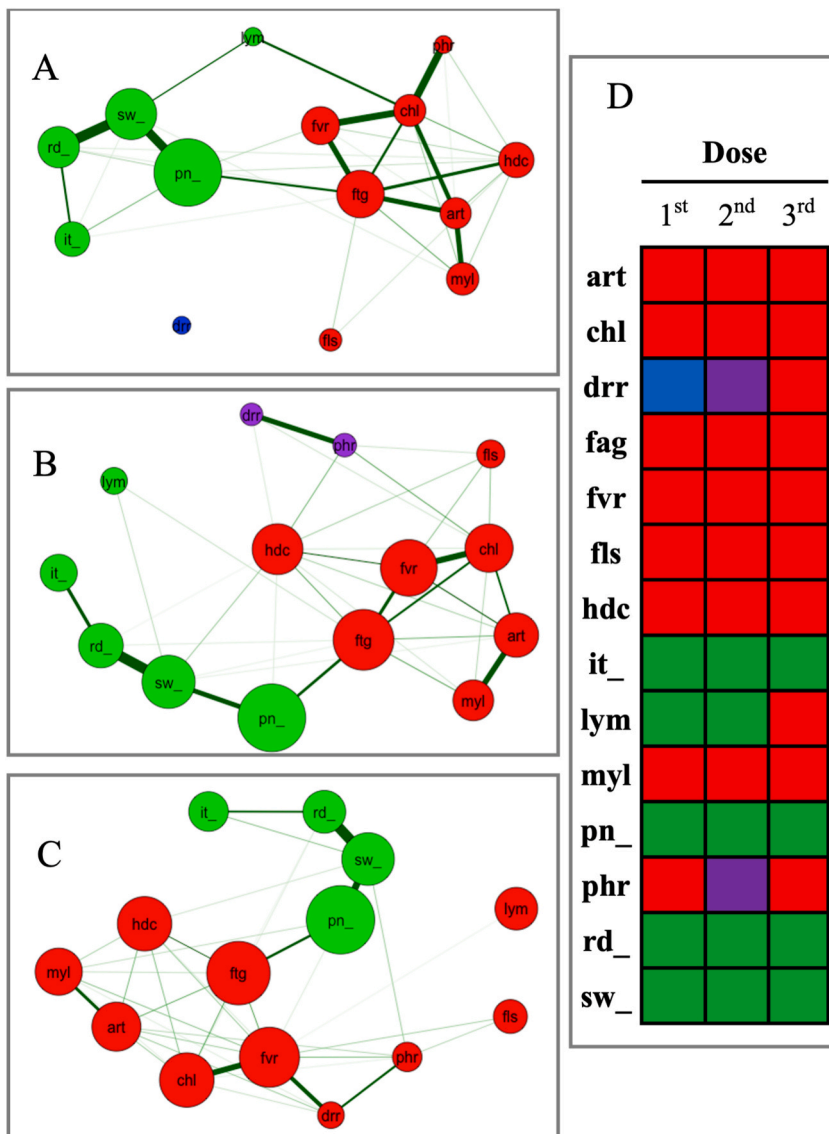 A
lym
phr
sw_
chl
fvr
rd_
hdc
pn_
ftg
art
it_
myl
drr
fls
B
drr
phr
fls
lym
hdc
chl
fvr
it_
rd_
ftg
art
sw_
myl
pn_
C
it_
rd_
sw_
hdc
pn_
lym
myl
ftg
art
fls
fvr
phr
chl
drr
D
Dose
1st 2nd 3rd
art
chl
drr
fag
fvr
fls
hdc
it_
lym
myl
pn_
phr
rd_
sw_